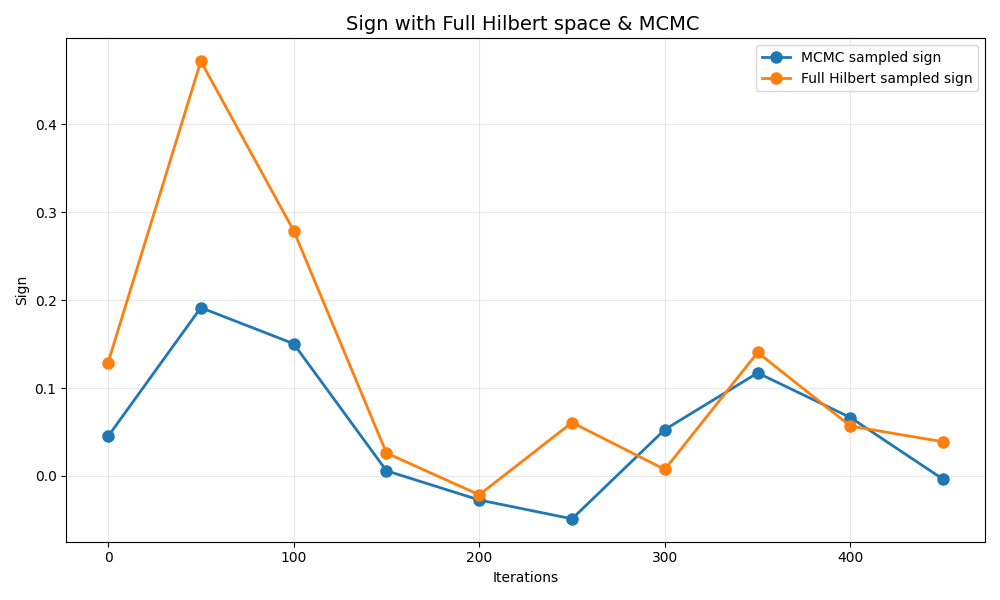 Sign with Full Hilbert space & MCMC
MCMC sampled sign
Full Hilbert sampled sign
Sign
0.4
0.3
0.2
0.1
0.0
0
100
200
300
400
Iterations